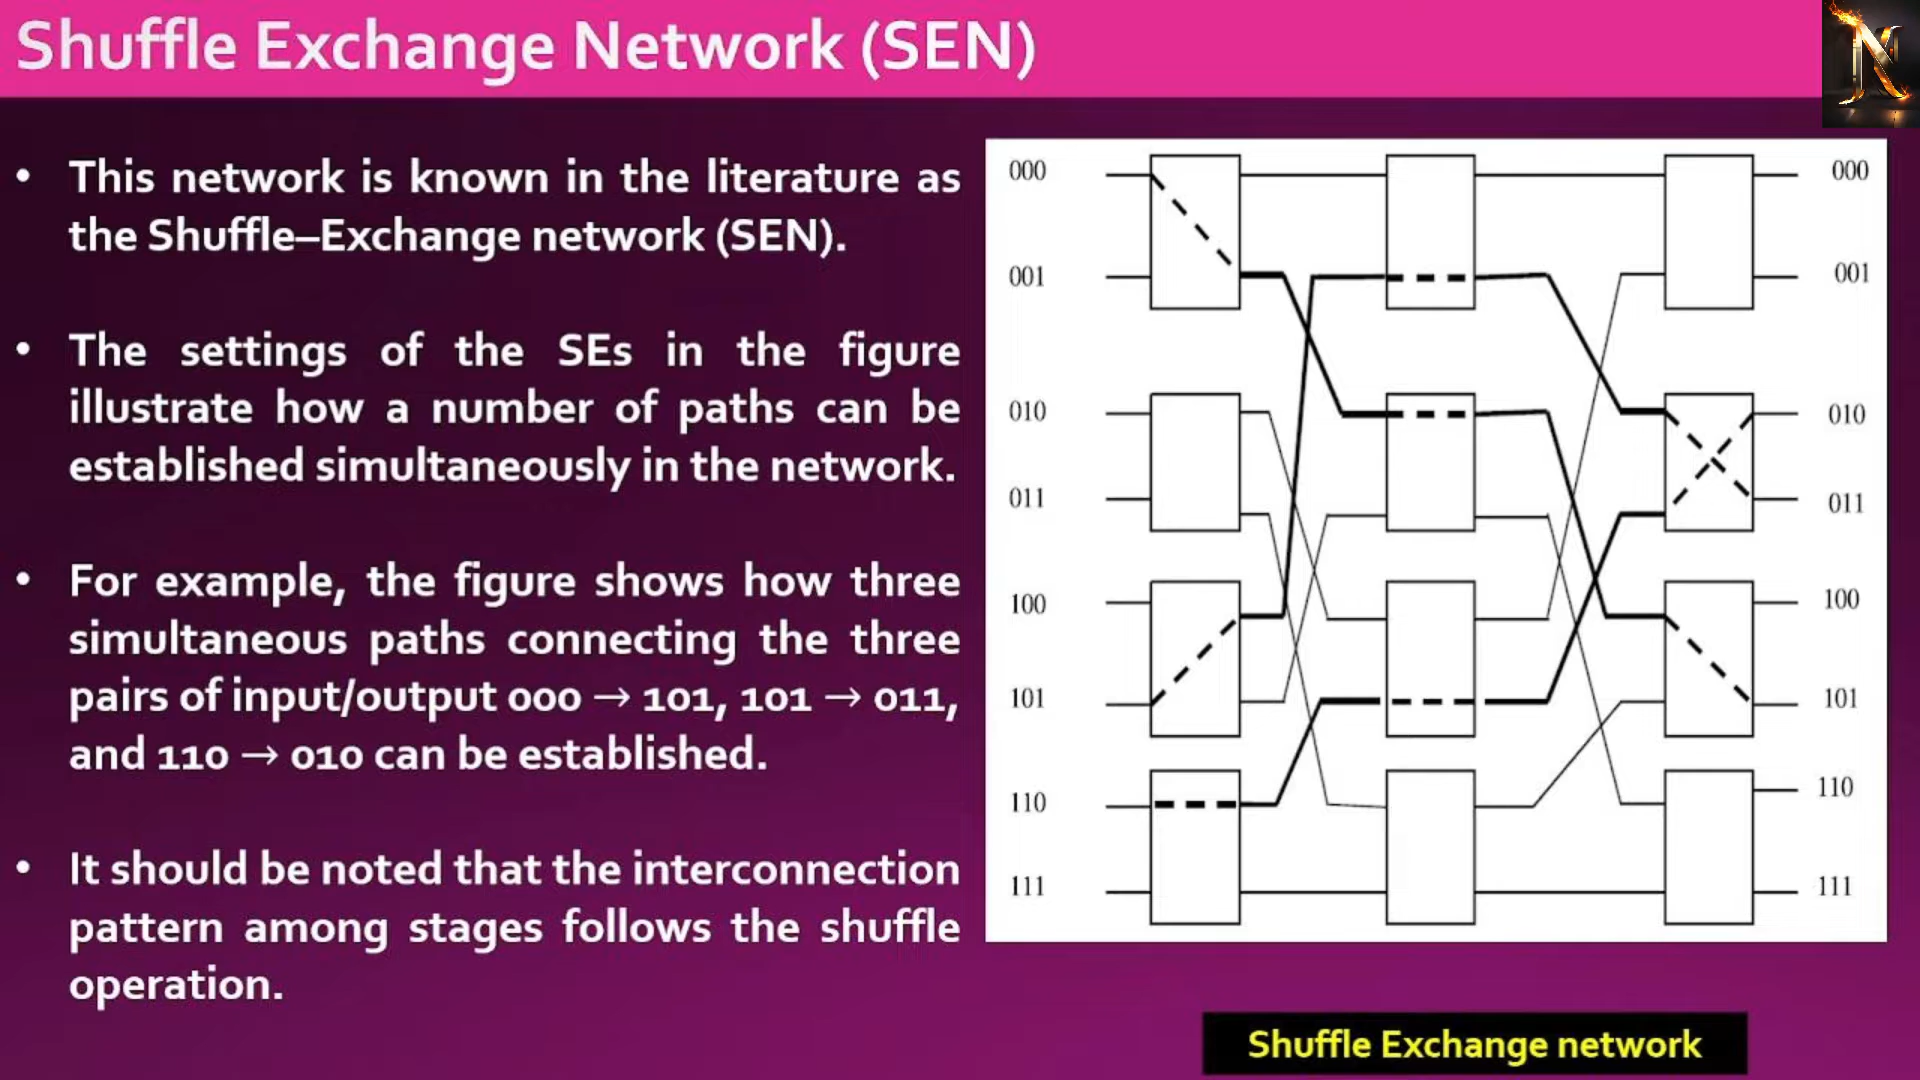 Shuffle Exchange Network (SEN)
N
• This network is known in the literature as
the Shuffle–Exchange network (SEN).
• The settings of the SEs in the figure
illustrate how a number of paths can be
established simultaneously in the network.
• For example, the figure shows how three
simultaneous paths connecting the three
pairs of input/output 000 → 101, 101 → 011,
and 110 → 010 can be established.
• It should be noted that the interconnection
pattern among stages follows the shuffle
operation.
000 000
001 001
010 010
011 011
100 100
101 101
110 110
111 111
Shuffle Exchange network